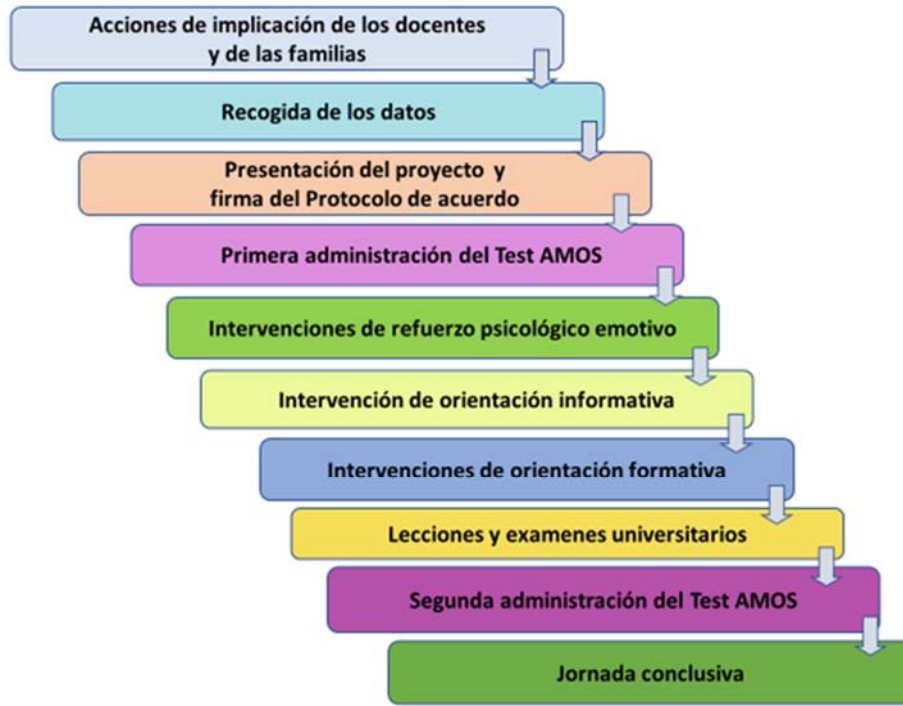 Acciones de implicación de los docentes
y de las familias
Recogida de los datos
Presentación del proyecto y
firma del Protocolo de acuerdo
Primera administración del Test AMOS
Intervenciones de refuerzo psicológico emotivo
Intervención de orientación informativa
Intervenciones de orientación formativa
Lecciones y examenes universitarios
Segunda administración del Test AMOS
Jornada conclusiva